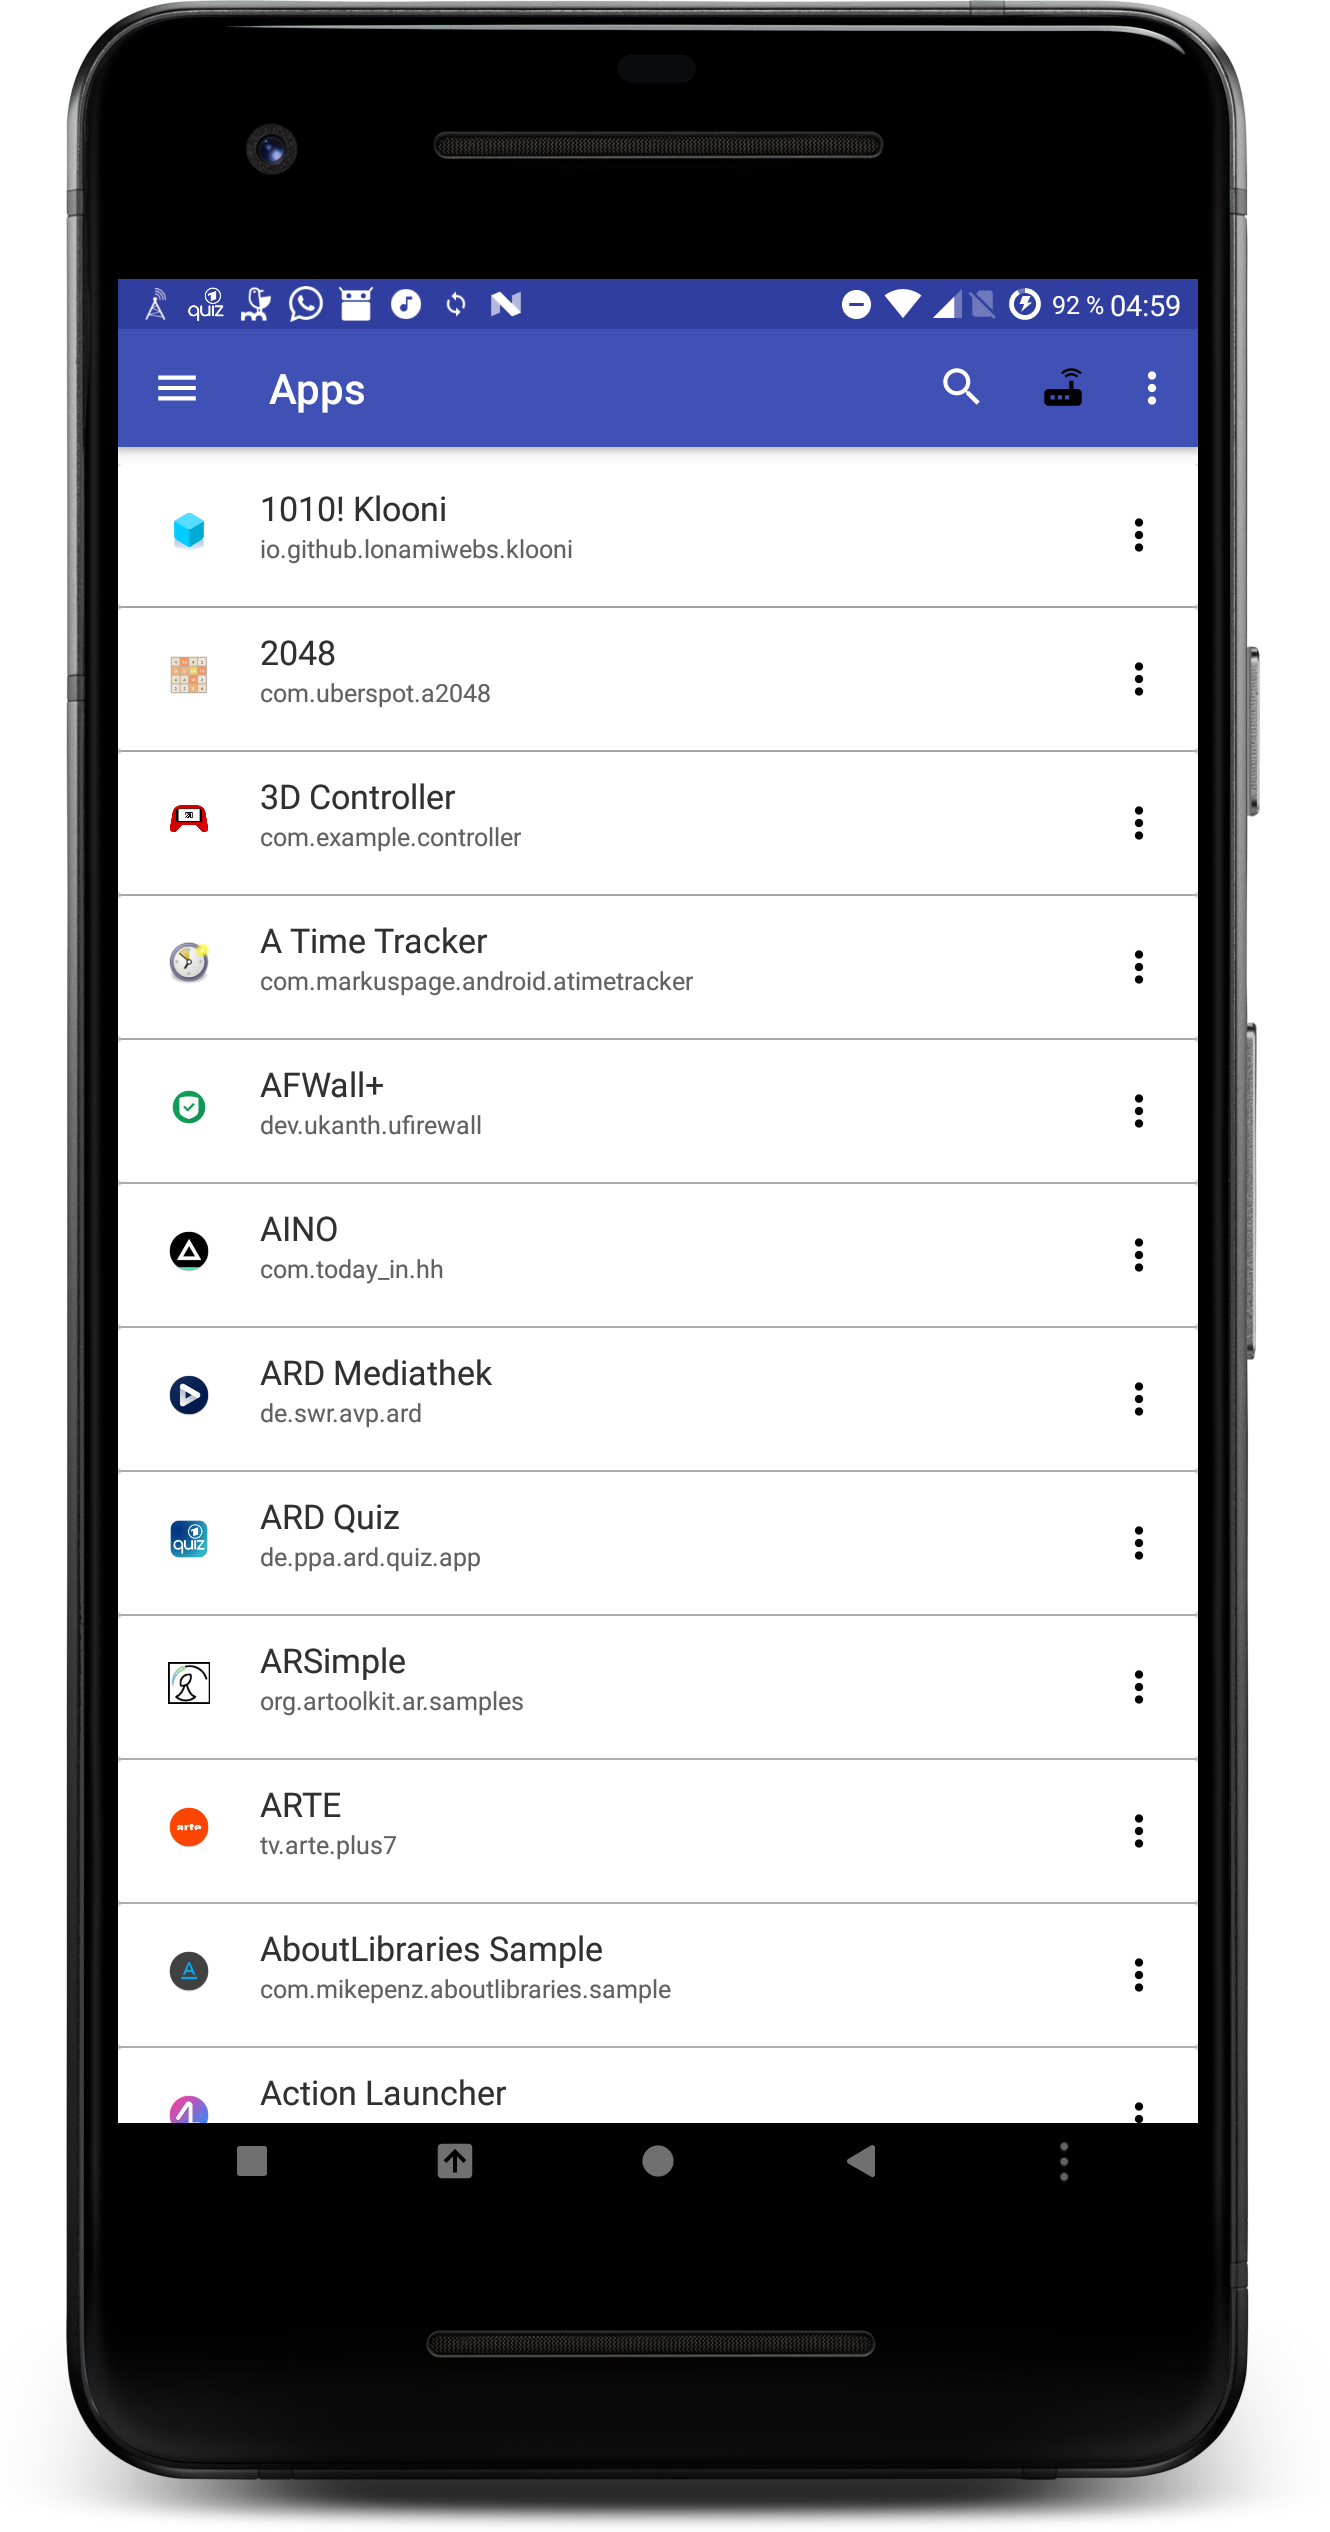 quiz
92 % 04:59
Apps
1010! Klooni
io.github.lonamiwebs.klooni
2048
com.uberspot.a2048
3D Controller
com.example.controller
A Time Tracker
com.markuspage.android.atimetracker
AFWall+
dev.ukanth.ufirewall
AINO
com.today_in.hh
ARD Mediathek
de.swr.avp.ard
quiz
ARD Quiz
de.ppa.ard.quiz.app
ARSimple
org.artoolkit.ar.samples
arte
ARTE
tv.arte.plus7
A
AboutLibraries Sample
com.mikepenz.aboutlibraries.sample
Action Launcher